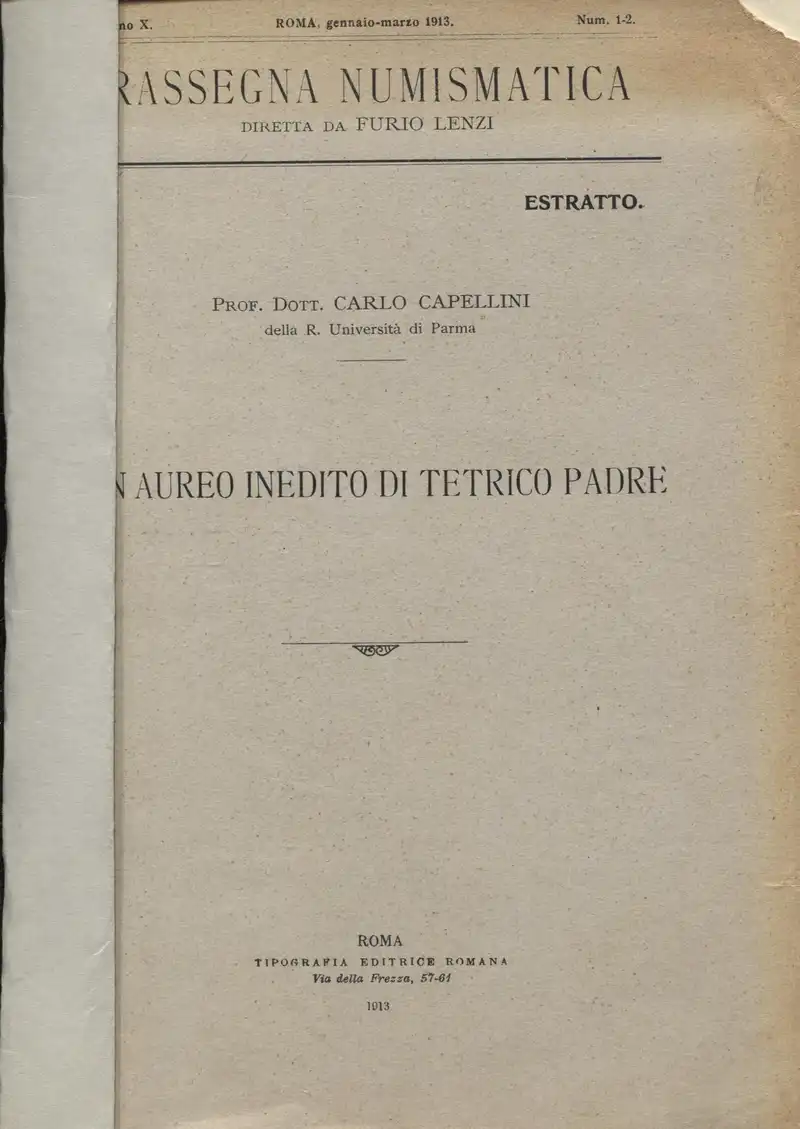 no X. ROMA, gennaio-marzo 1913. Num. 1-2.
RASSEGNA NUMISMATICA
DIRETTA DA FURIO LENZI
ESTRATTO.
PROF. DOTT. CARLO CAPELLINI
della R. Università di Parma
N AUREO INEDITO DI TETRICO PADRE
ROMA
TIPOGRAFIA EDITRICE ROMANA
Via della Frezza, 57-61
1913